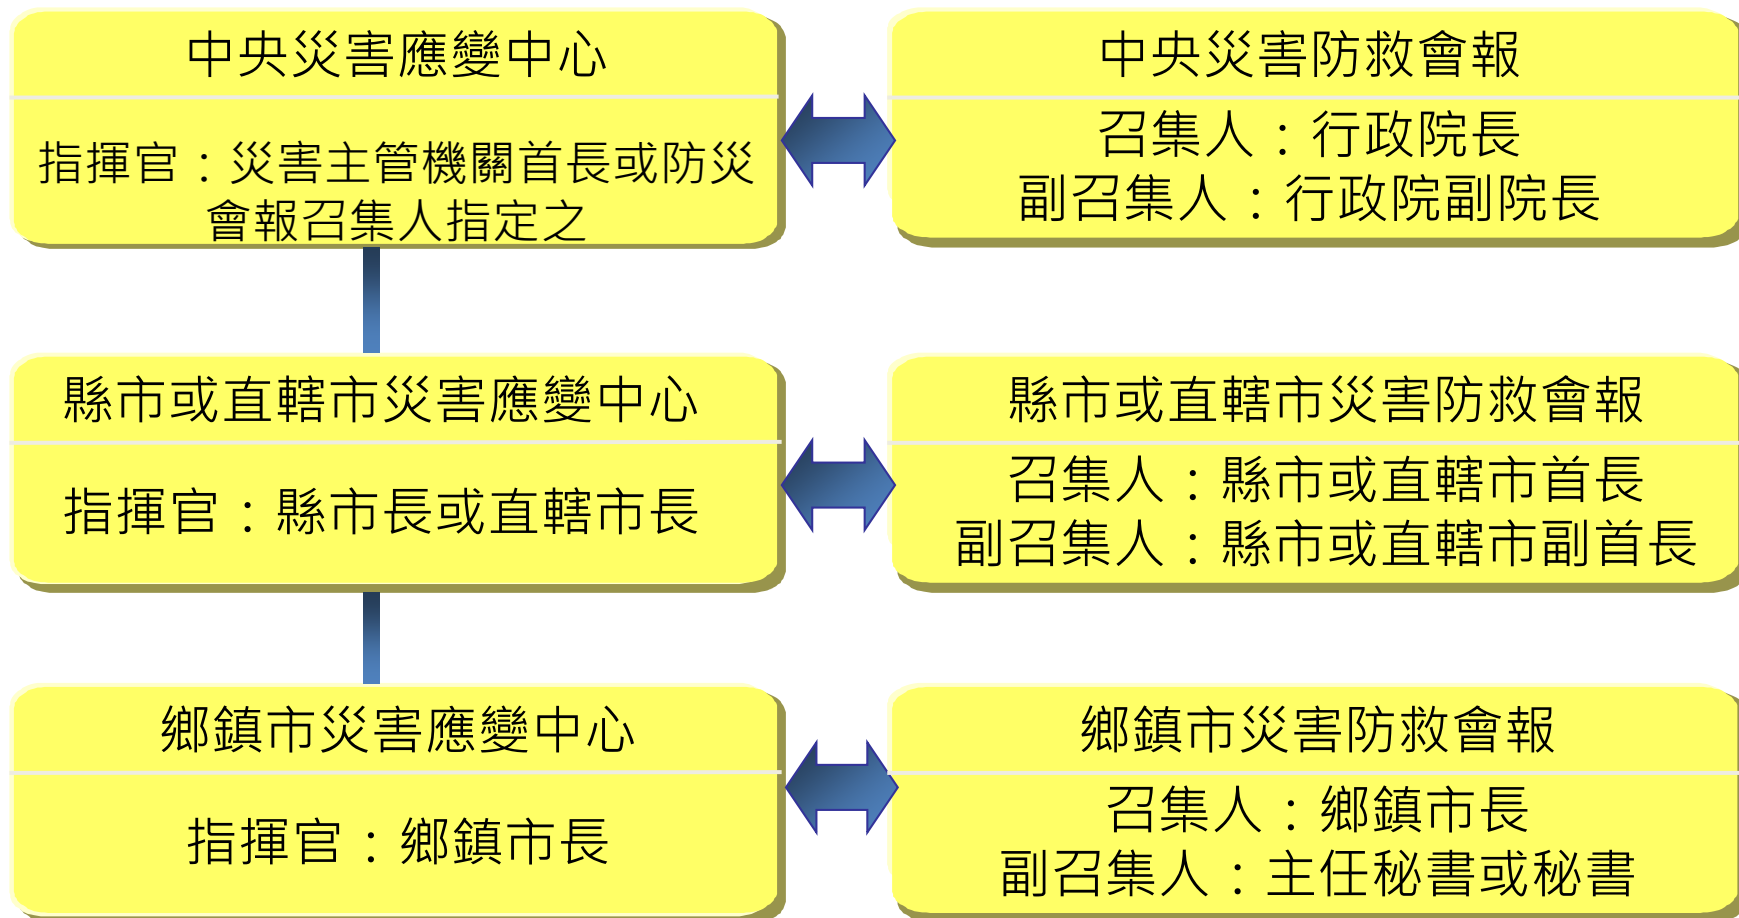 中央災害應變中心
指揮官：災害主管機關首長或防災
會報召集人指定之
中央災害防救會報
召集人：行政院長
副召集人：行政院副院長
縣市或直轄市災害應變中心
指揮官：縣市長或直轄市長
縣市或直轄市災害防救會報
召集人：縣市或直轄市首長
副召集人：縣市或直轄市副首長
鄉鎮市災害應變中心
指揮官：鄉鎮市長
鄉鎮市災害防救會報
召集人：鄉鎮市長
副召集人：主任秘書或秘書